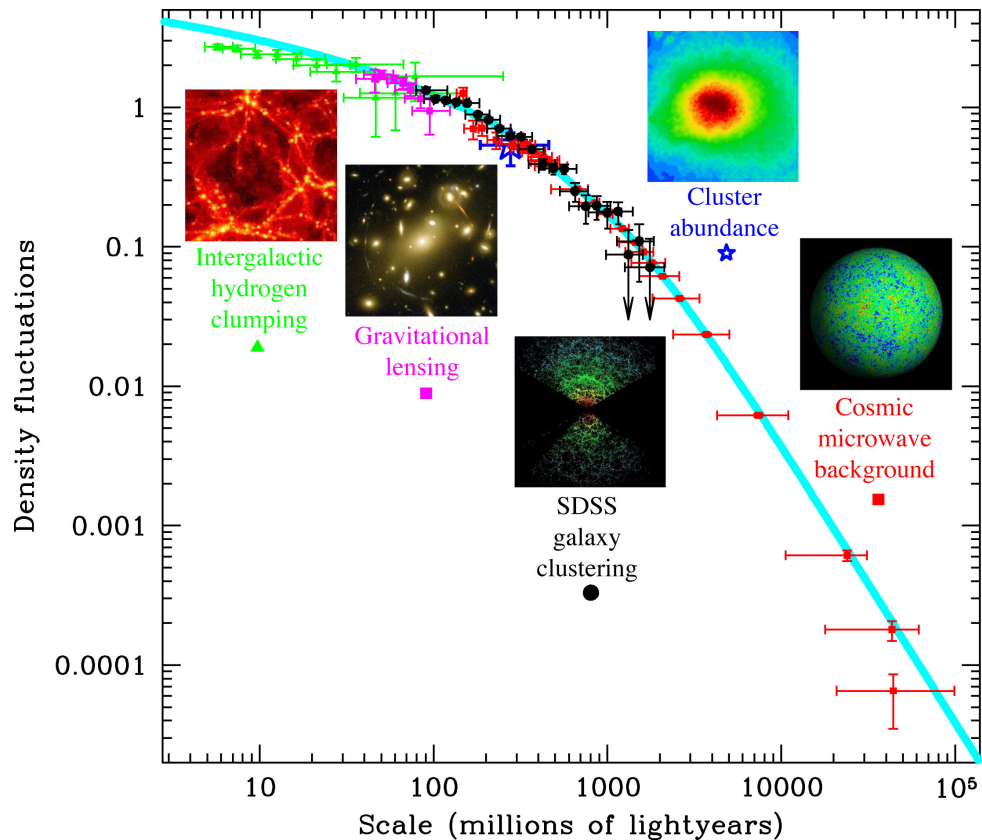 Density fluctuations
1
0.1
0.01
0.001
0.0001
Intergalactic
hydrogen
clumping
Gravitational
lensing
SDSS
galaxy
clustering
Cluster
abundance
Cosmic
microwave
background
10
100
1000
10000
10⁵
Scale (millions of lightyears)